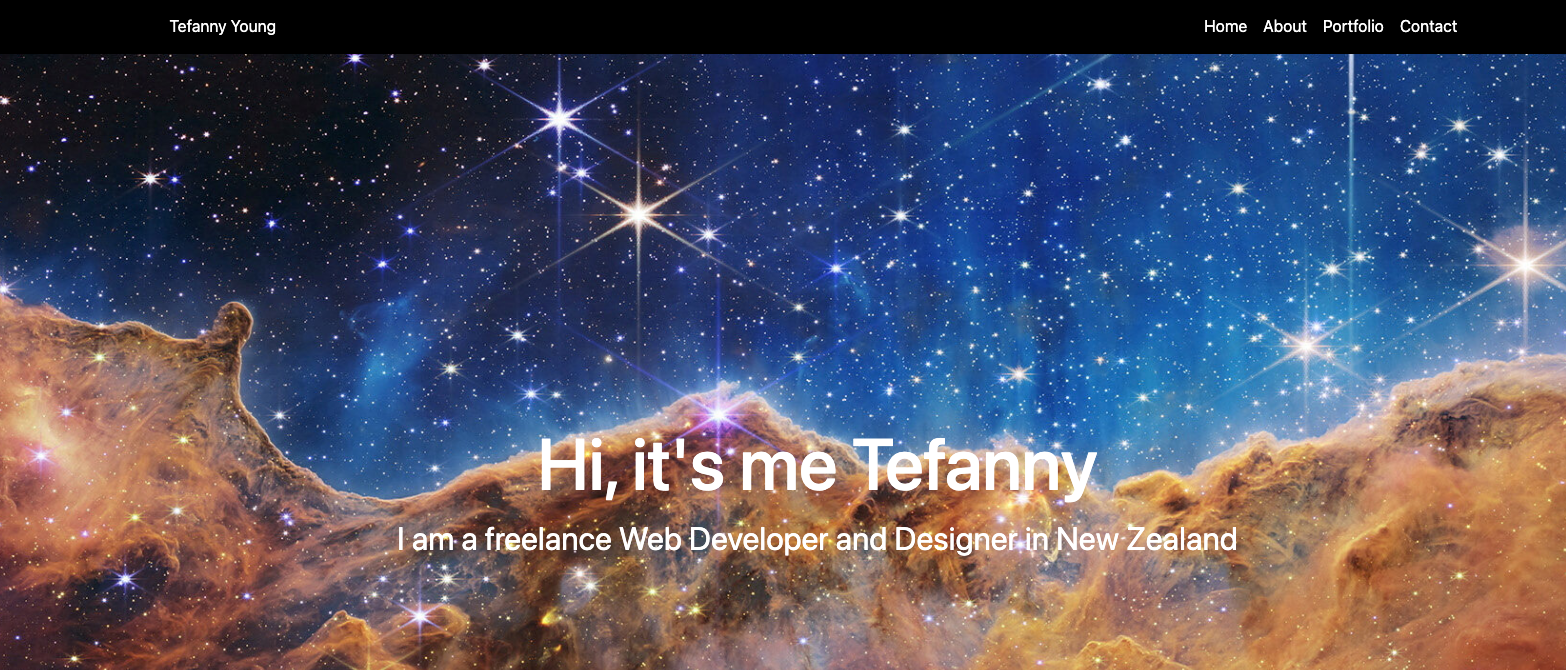 Tefanny Young
Home About Portfolio Contact
Hi, it's me Tefanny
I am a freelance Web Developer and Designer in New Zealand